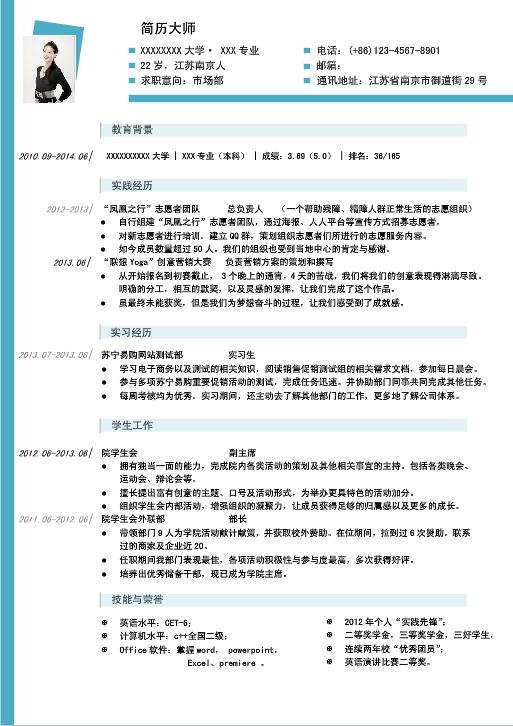 简历大师
XXXXXXXX 大学· XXX 专业
电话：(+86)123-4567-8901
22 岁，江苏南京人
邮箱：
求职意向：市场部
通讯地址：江苏省南京市御道街 29 号
教育背景
2010.09-2014.06/ XXXXXXXXXX 大学 | XXX 专业（本科） | 成绩：3.69（5.0） | 排名：36/165
实践经历
2012-2013/ “凤凰之行”志愿者团队 总负责人 （一个帮助残障、精障人群正常生活的志愿组织）
● 自行组建“凤凰之行”志愿者团队，通过海报、人人平台等宣传方式招募志愿者。
● 对新志愿者进行培训，建立 QQ 群，策划组织志愿者们所进行的志愿服务内容。
● 如今成员数量超过 50 人，我们的组织也受到当地中心的肯定与感谢。
2013.06/ “联想 Yoga”创意营销大赛 负责营销方案的策划和撰写
● 从开始报名到初赛截止，3 个晚上的通宵，4 天的苦战，我们将我们的创意表现得淋漓尽致。
明确的分工，相互的默契，以及灵感的发挥，让我们完成了这个作品。
● 虽最终未能获奖，但是我们为梦想奋斗的过程，让我们感受到了成就感。
实习经历
2013.07-2013.08/ 苏宁易购网站测试部 实习生
● 学习电子商务以及测试的相关知识，阅读销售促销测试组的相关需求文档，参加每日晨会。
● 参与多项苏宁易购重要促销活动的测试，完成任务迅速。并协助部门同事共同完成其他任务。
● 每周考核均为优秀。实习期间，还主动去了解其他部门的工作，更多地了解公司体系。
学生工作
2012.06-2013.06/ 院学生会 副主席
● 拥有独当一面的能力，完成院内各类活动的策划及其他相关事宜的主持。包括各类晚会、
运动会、辩论会等。
● 擅长提出富有创意的主题、口号及活动形式，为举办更具特色的活动加分。
● 组织学生会内部活动，增强组织的凝聚力，让成员获得足够的归属感以及更多的成长。
2011.06-2012.06/ 院学生会外联部 部长
● 带领部门 9 人为学院活动献计献策，并获取校外赞助。在位期间，拉到过 6 次赞助，联系
过的商家及企业近 20。
● 任职期间我部门表现最佳，各项活动积极性与参与度最高，多次获得好评。
● 培养出优秀储备干部，现已成为学院主席。
技能与荣誉
英语水平：CET-6；
2012 年个人“实践先锋”；
计算机水平：c++全国二级；
二等奖学金，三等奖学金，三好学生，
Office 软件：掌握 word， powerpoint，
连续两年校“优秀团员”；
Excel、premiere 。
英语演讲比赛二等奖。